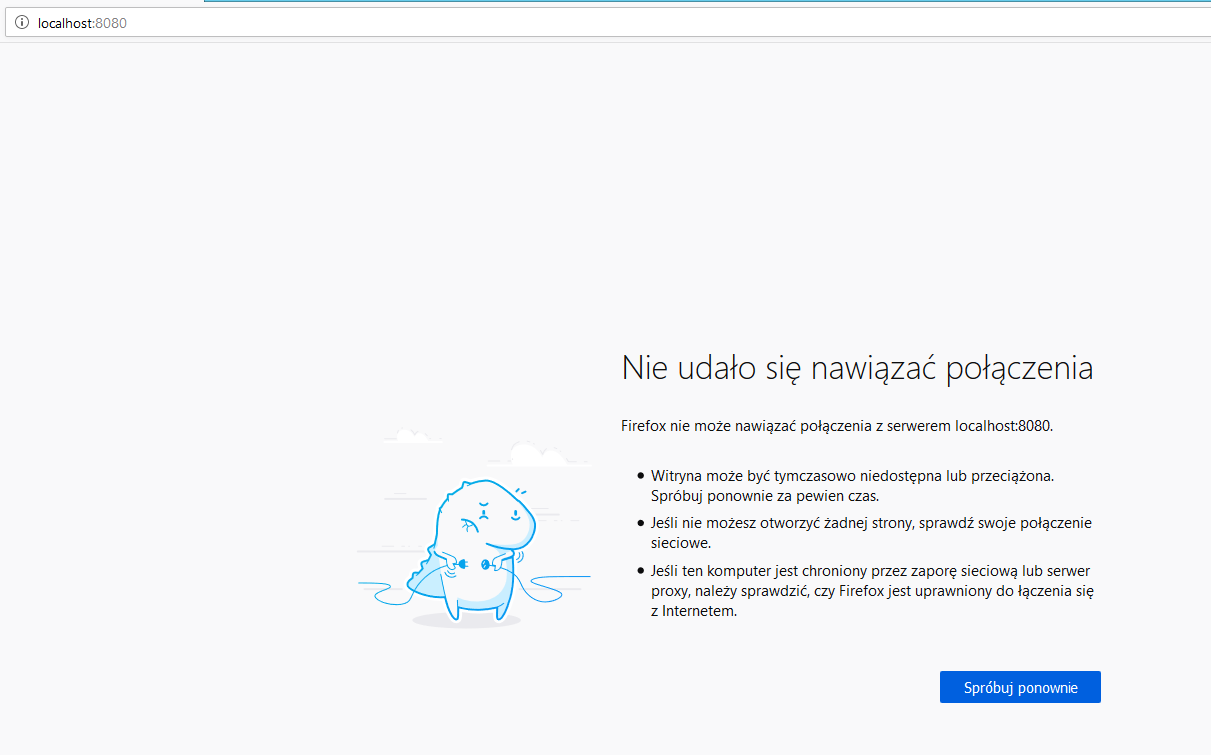 localhost:8080
Nie udało się nawiązać połączenia
Firefox nie może nawiązać połączenia z serwerem localhost:8080.
Witryna może być tymczasowo niedostępna lub przeciążona.
Spróbuj ponownie za pewien czas.
Jeśli nie możesz otworzyć żadnej strony, sprawdź swoje połączenie
sieciowe.
Jeśli ten komputer jest chroniony przez zaporę sieciową lub serwer
proxy, należy sprawdzić, czy Firefox jest uprawniony do łączenia się
z Internetem.
Spróbuj ponownie